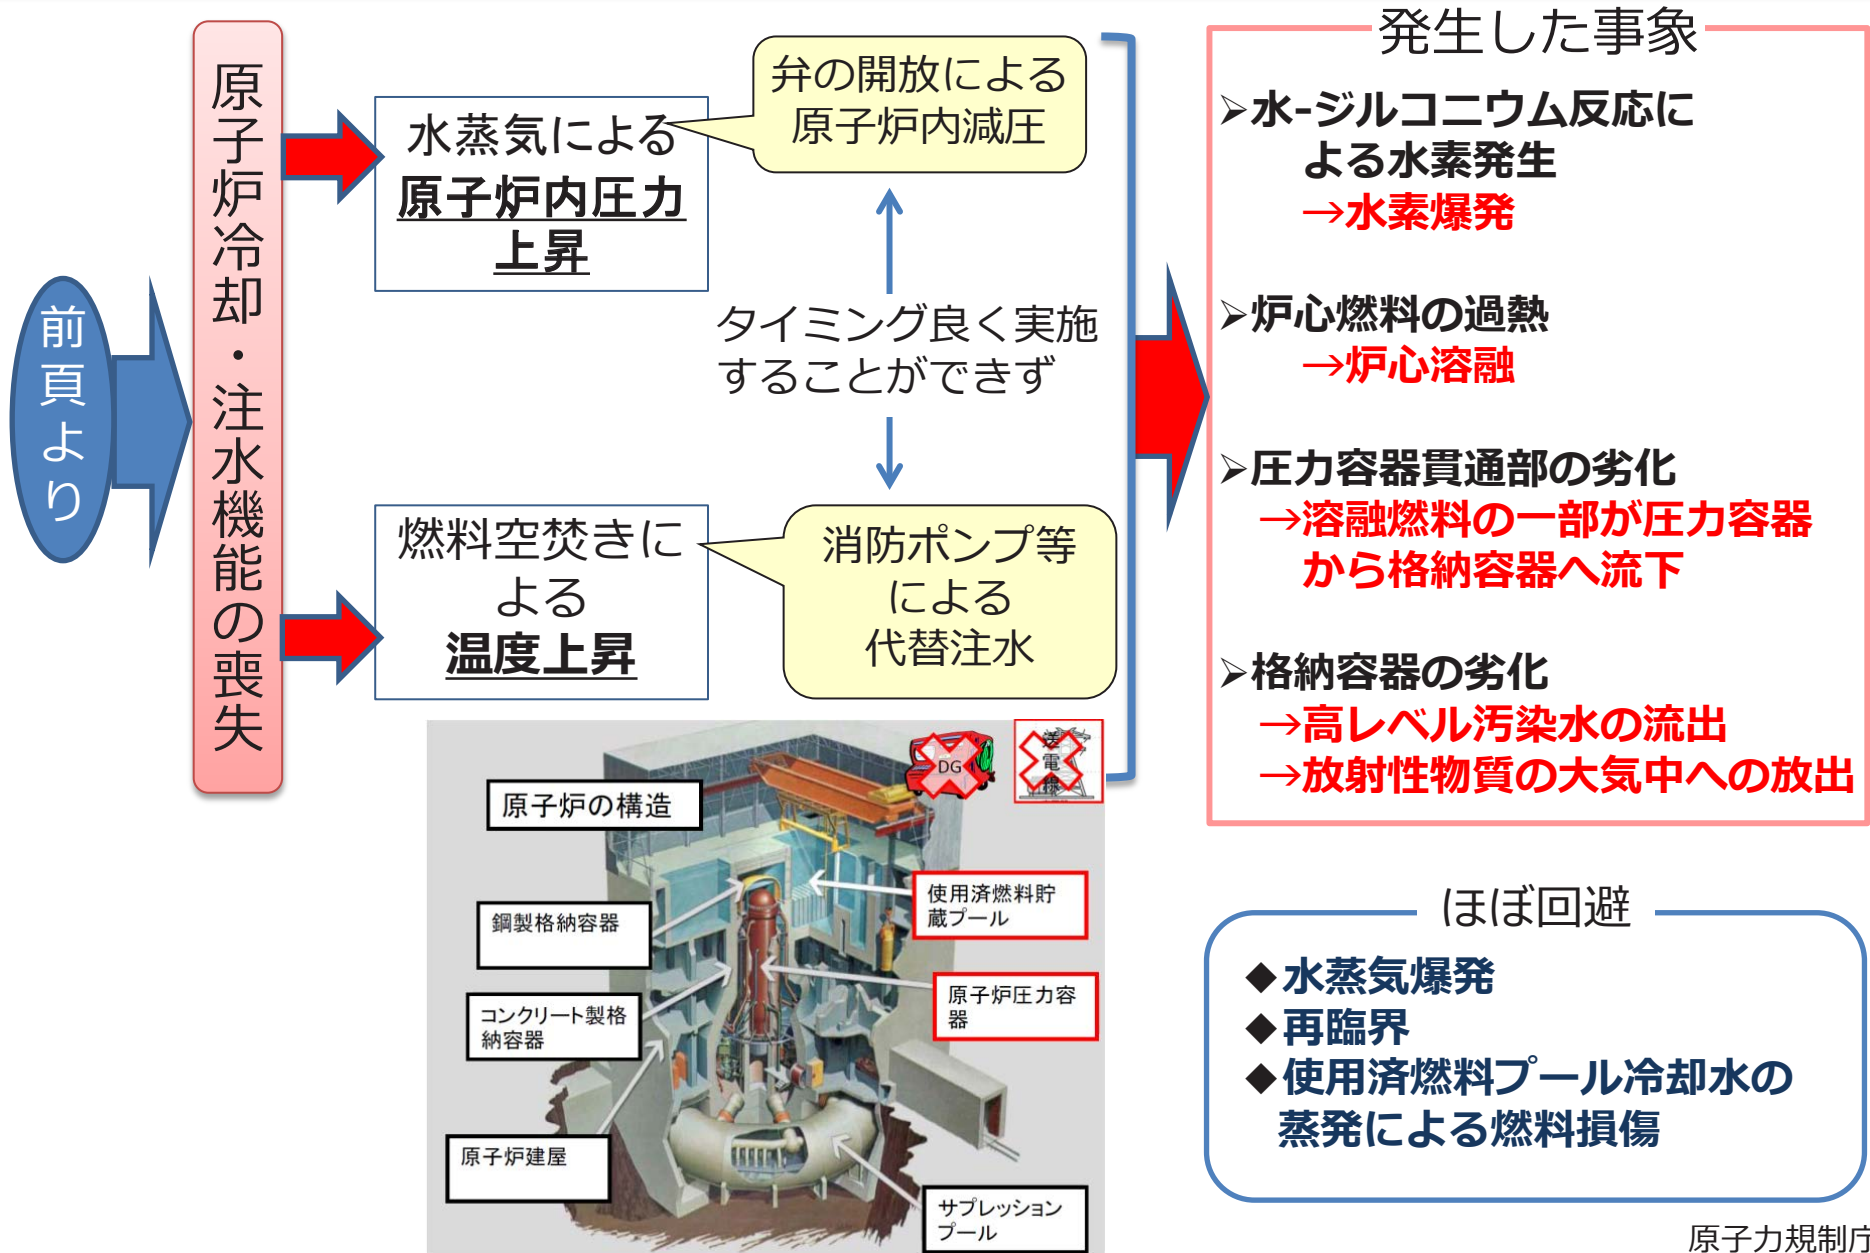 前頁より
原子炉冷却・注水機能の喪失
水蒸気による
原子炉内圧力
上昇
弁の開放による
原子炉内減圧
タイミング良く実施
することができず
燃料空焚きに
よる
温度上昇
消防ポンプ等
による
代替注水
発生した事象
➢水-ジルコニウム反応に
よる水素発生
→水素爆発
➢炉心燃料の過熱
→炉心溶融
➢圧力容器貫通部の劣化
→溶融燃料の一部が圧力容器
から格納容器へ流下
➢格納容器の劣化
→高レベル汚染水の流出
→放射性物質の大気中への放出
DG
送電線
原子炉の構造
鋼製格納容器
コンクリート製格
納容器
原子炉建屋
使用済燃料貯
蔵プール
原子炉圧力容
器
サプレッション
プール
ほぼ回避
◆水蒸気爆発
◆再臨界
◆使用済燃料プール冷却水の
蒸発による燃料損傷
原子力規制庁